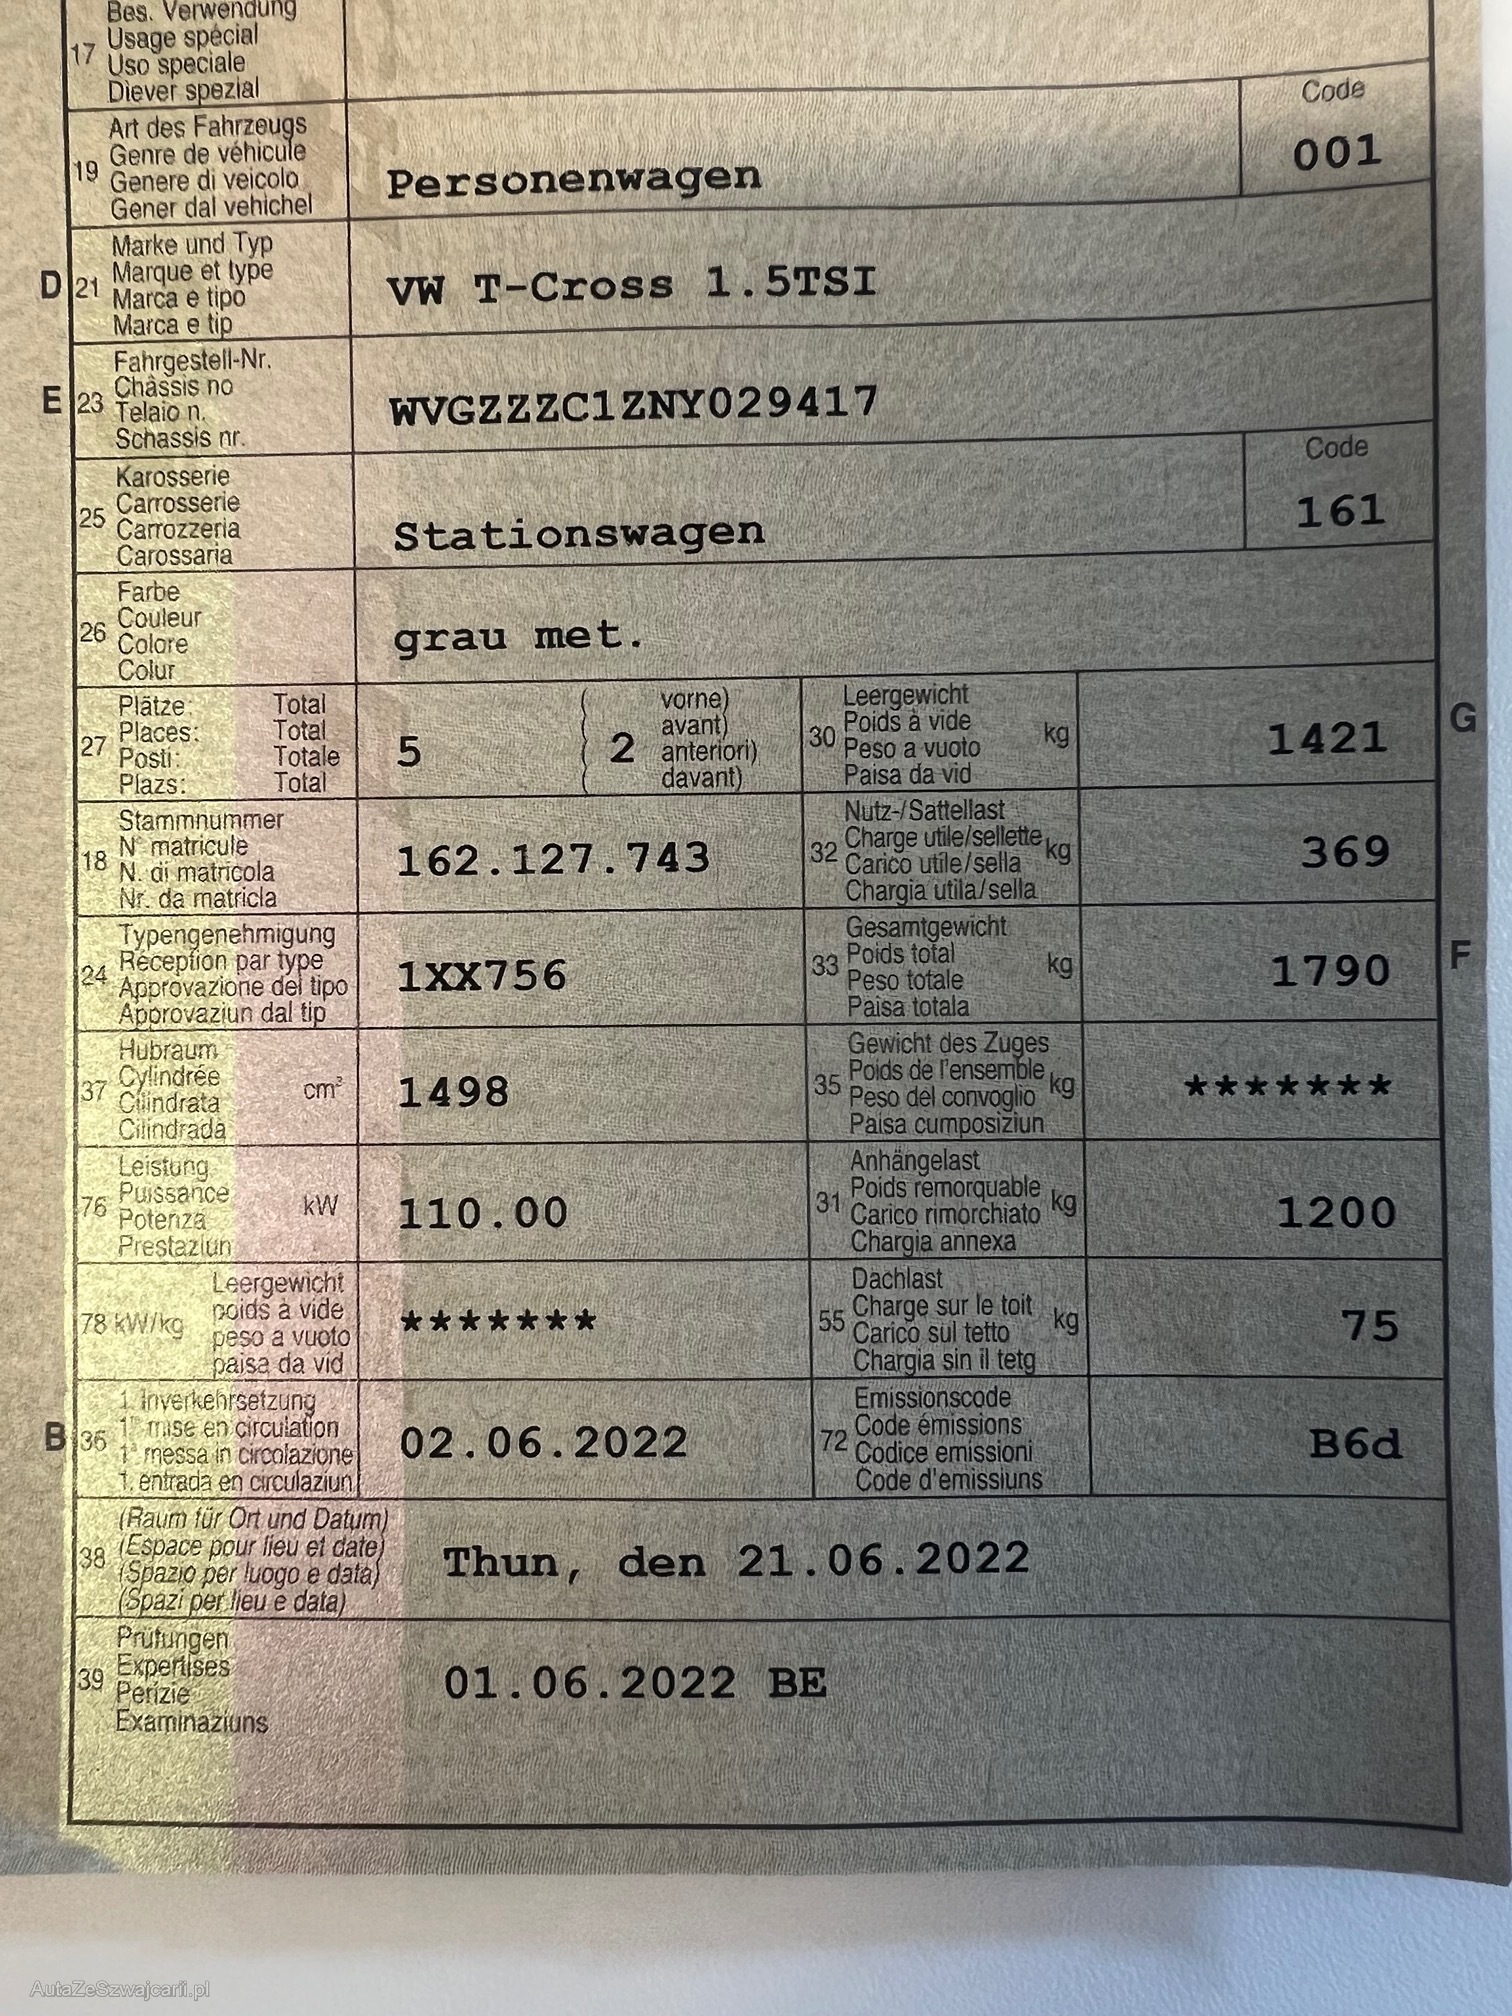 Bes. Verwendung
17 Usage spécial
Uso speciale
Diever spezial
Code
Art des Fahrzeugs
Genre de véhicule
19 Genere di veicolo
Gener dal vehichel
Personenwagen 001
Marke und Typ
D 21 Marque et type
Marca e tipo
Marca e tip
VW T-Cross 1.5TSI
Fahrgestell-Nr.
E 23 Châssis no
Telaio n.
Schassis nr.
WVGZZZC1ZNY029417
Code
Karosserie
25 Carrosserie
Carrozzeria
Carossaria
Stationswagen 161
Farbe
26 Couleur
Colore
Colur
grau met.
Plätze: Total
27 Places: Total
Posti: Totale
Plazs: Total
5 ( 2 vorne)
avant)
anteriori)
davant)
Leergewicht
30 Poids à vide kg
Peso a vuoto
Paisa da vid
1421 G
Stammnummer
18 N° matricule
N. di matricola
Nr. da matricla
162.127.743
Nutz-/Sattellast
32 Charge utile/sellette kg
Carico utile/sella
Chargia utila/sella
369
Typengenehmigung
24 Réception par type
Approvazione del tipo
Approvaziun dal tip
1XX756
Gesamtgewicht
33 Poids total kg
Peso totale
Paisa totala
1790 F
Hubraum
37 Cylindrée cm³
Cilindrata
Cilindrada
1498
Gewicht des Zuges
35 Poids de l'ensemble kg
Peso del convoglio
Paisa cumposiziun
*******
Leistung
76 Puissance kW
Potenza
Prestaziun
110.00
Anhängelast
31 Poids remorquable kg
Carico rimorchiato
Chargia annexa
1200
Leergewicht
78 kW/kg poids à vide
peso a vuoto
paisa da vid
*******
Dachlast
55 Charge sur le toit kg
Carico sul tetto
Chargia sin il tetg
75
1. Inverkehrsetzung
B 36 1re mise en circulation
1a messa in circolazione
1. entrada en circulaziun
02.06.2022
Emissionscode
72 Code émissions
Codice emissioni
Code d'emissiuns
B6d
(Raum für Ort und Datum)
38 (Espace pour lieu et date)
(Spazio per luogo e data)
(Spazi per lieu e data)
Thun, den 21.06.2022
Prüfungen
39 Expertises
Perizie
Examinaziuns
01.06.2022 BE
AutaZeSzwajcarii.pl